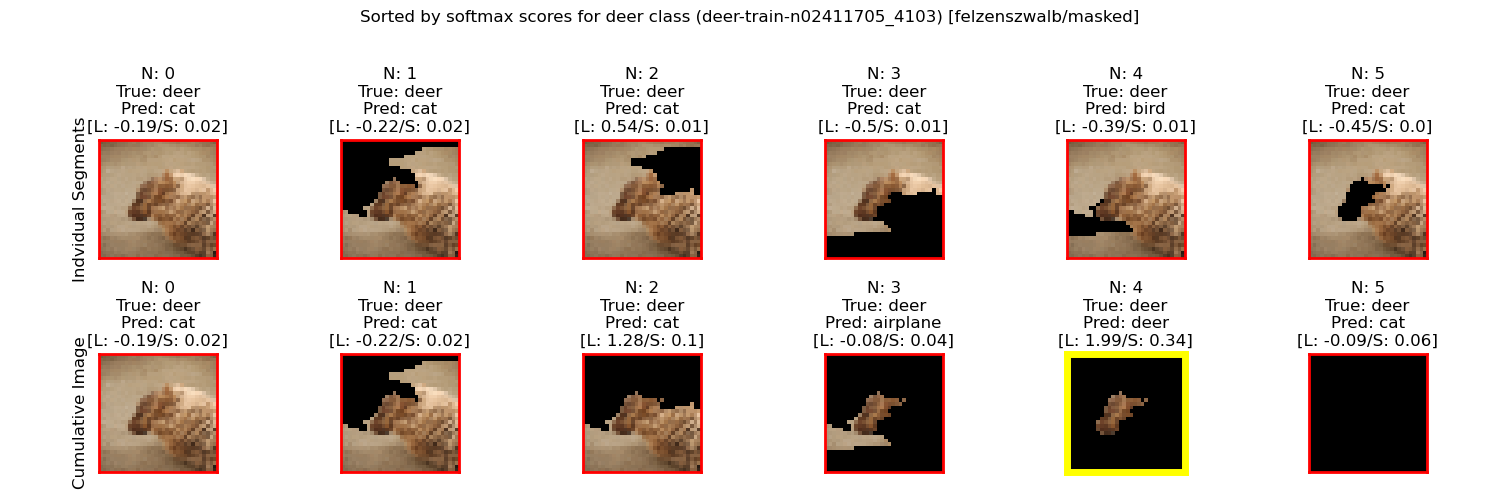 Sorted by softmax scores for deer class (deer-train-n02411705_4103) [felzenszwalb/masked]
Indvidual Segments
N: 0
True: deer
Pred: cat
[L: -0.19/S: 0.02]
N: 1
True: deer
Pred: cat
[L: -0.22/S: 0.02]
N: 2
True: deer
Pred: cat
[L: 0.54/S: 0.01]
N: 3
True: deer
Pred: cat
[L: -0.5/S: 0.01]
N: 4
True: deer
Pred: bird
[L: -0.39/S: 0.01]
N: 5
True: deer
Pred: cat
[L: -0.45/S: 0.0]
Cumulative Image
N: 0
True: deer
Pred: cat
[L: -0.19/S: 0.02]
N: 1
True: deer
Pred: cat
[L: -0.22/S: 0.02]
N: 2
True: deer
Pred: cat
[L: 1.28/S: 0.1]
N: 3
True: deer
Pred: airplane
[L: -0.08/S: 0.04]
N: 4
True: deer
Pred: deer
[L: 1.99/S: 0.34]
N: 5
True: deer
Pred: cat
[L: -0.09/S: 0.06]